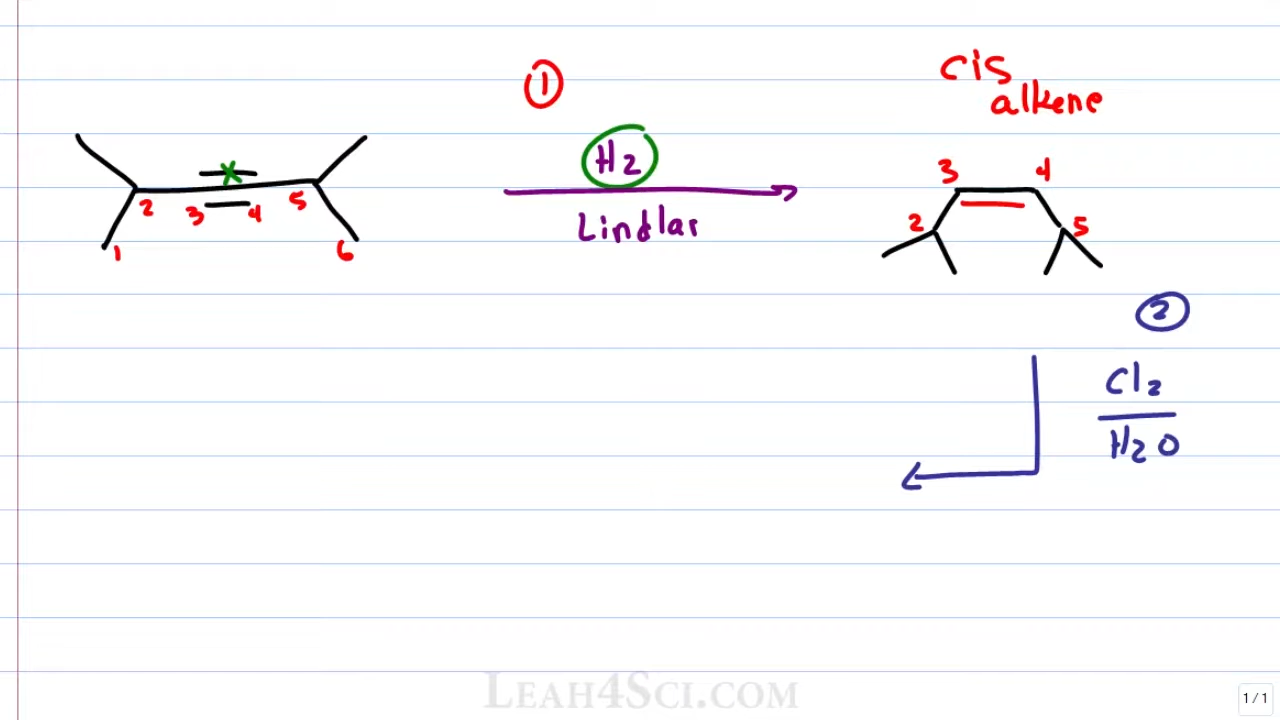 1
H2
Lindlar
1 2 3 4 5 6
cis
alkene
2 3 4 5
2
Cl2
H2O
LEAH4SCI.COM
1 / 1